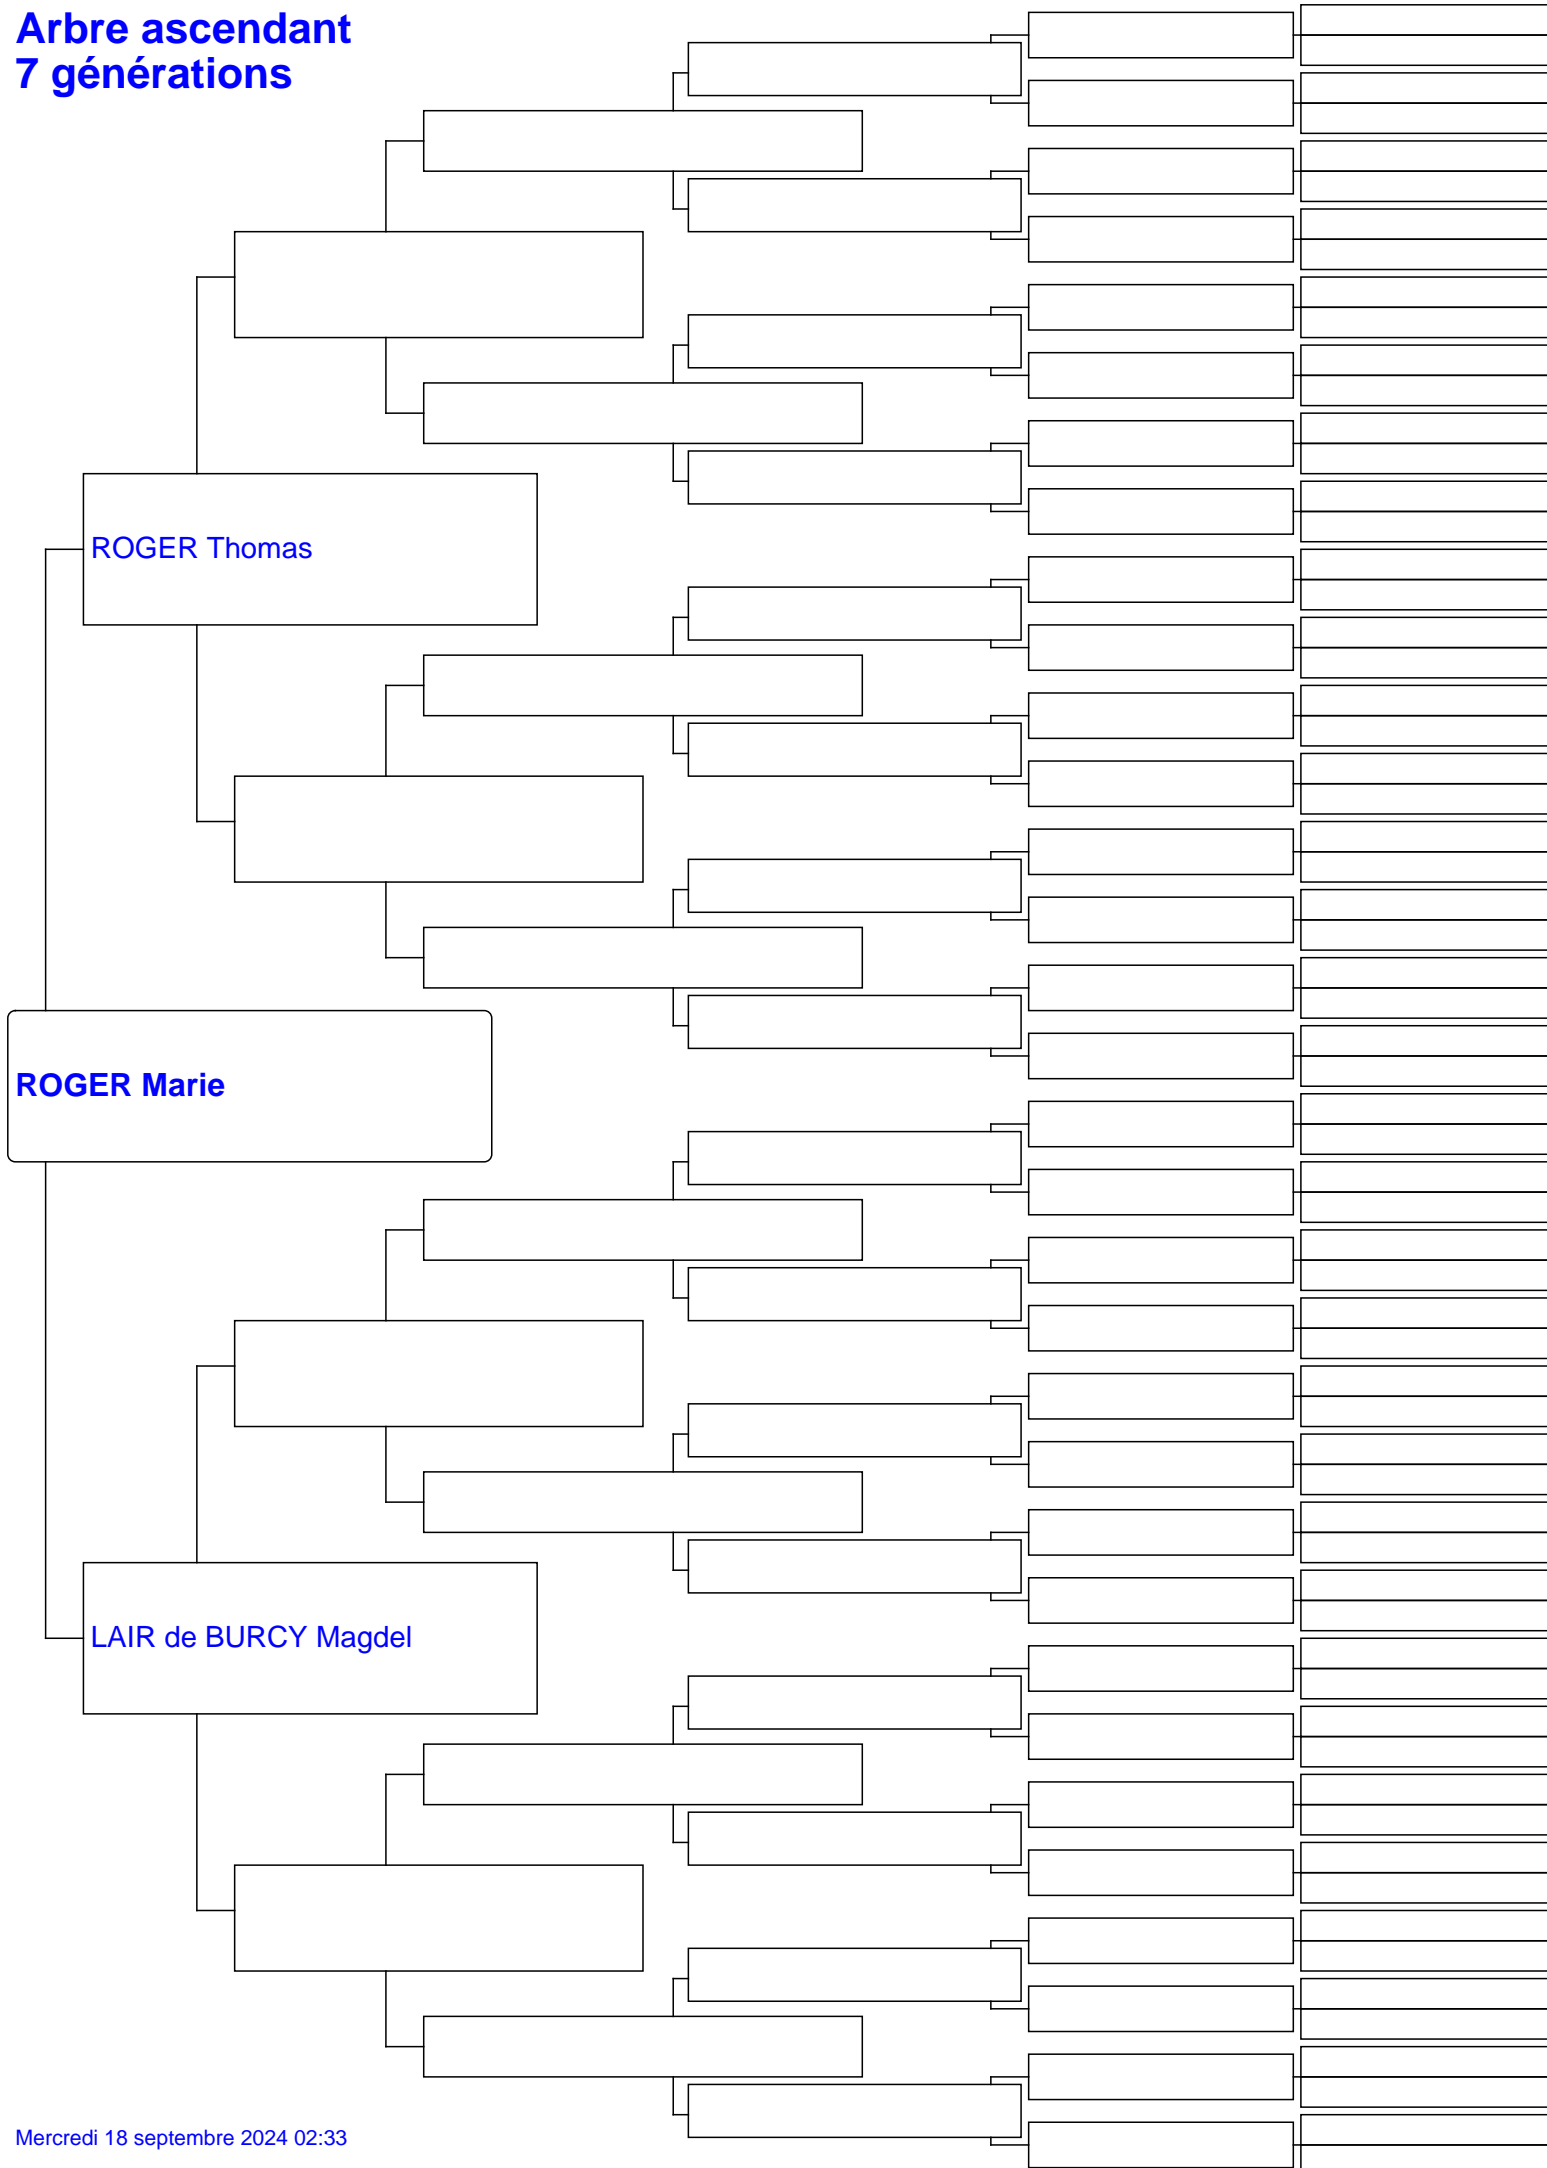 Arbre ascendant
7 générations
ROGER Thomas
ROGER Marie
LAIR de BURCY Magdel
Mercredi 18 septembre 2024 02:33